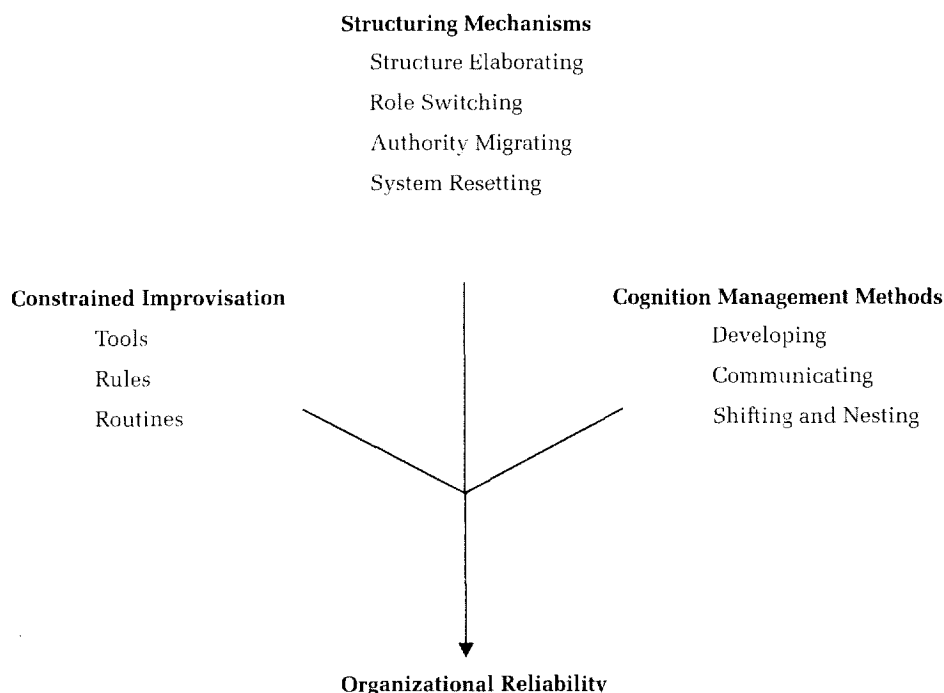 Structuring Mechanisms
Structure Elaborating
Role Switching
Authority Migrating
System Resetting
Constrained Improvisation
Tools
Rules
Routines
Cognition Management Methods
Developing
Communicating
Shifting and Nesting
Organizational Reliability